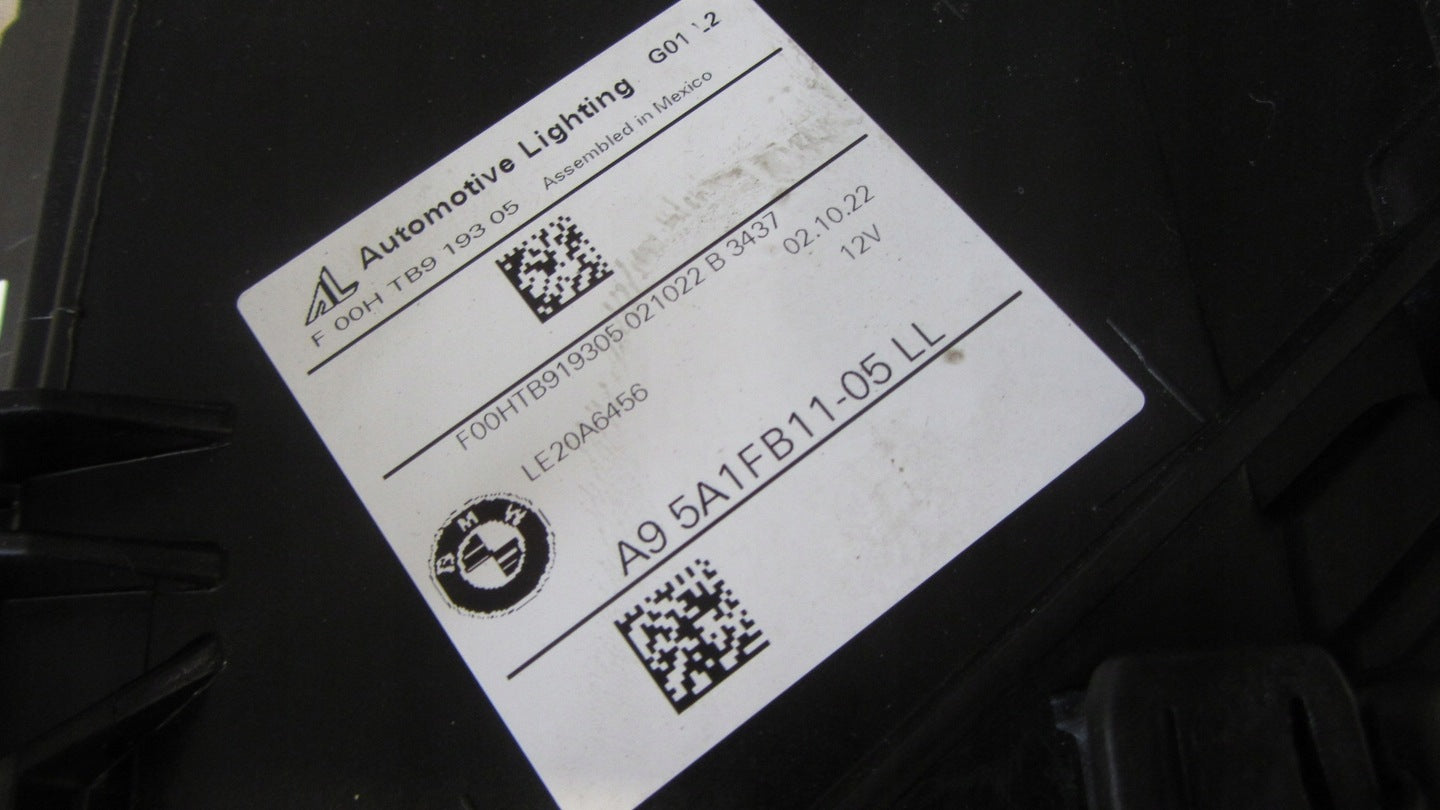 Automotive Lighting G01
F 00H TB9 193 05 Assembled in Mexico
F00HTB919305 021022 B 3437
02.10.22
LE20A6456
12V
BMW
A9 5A1FB11-05 LL